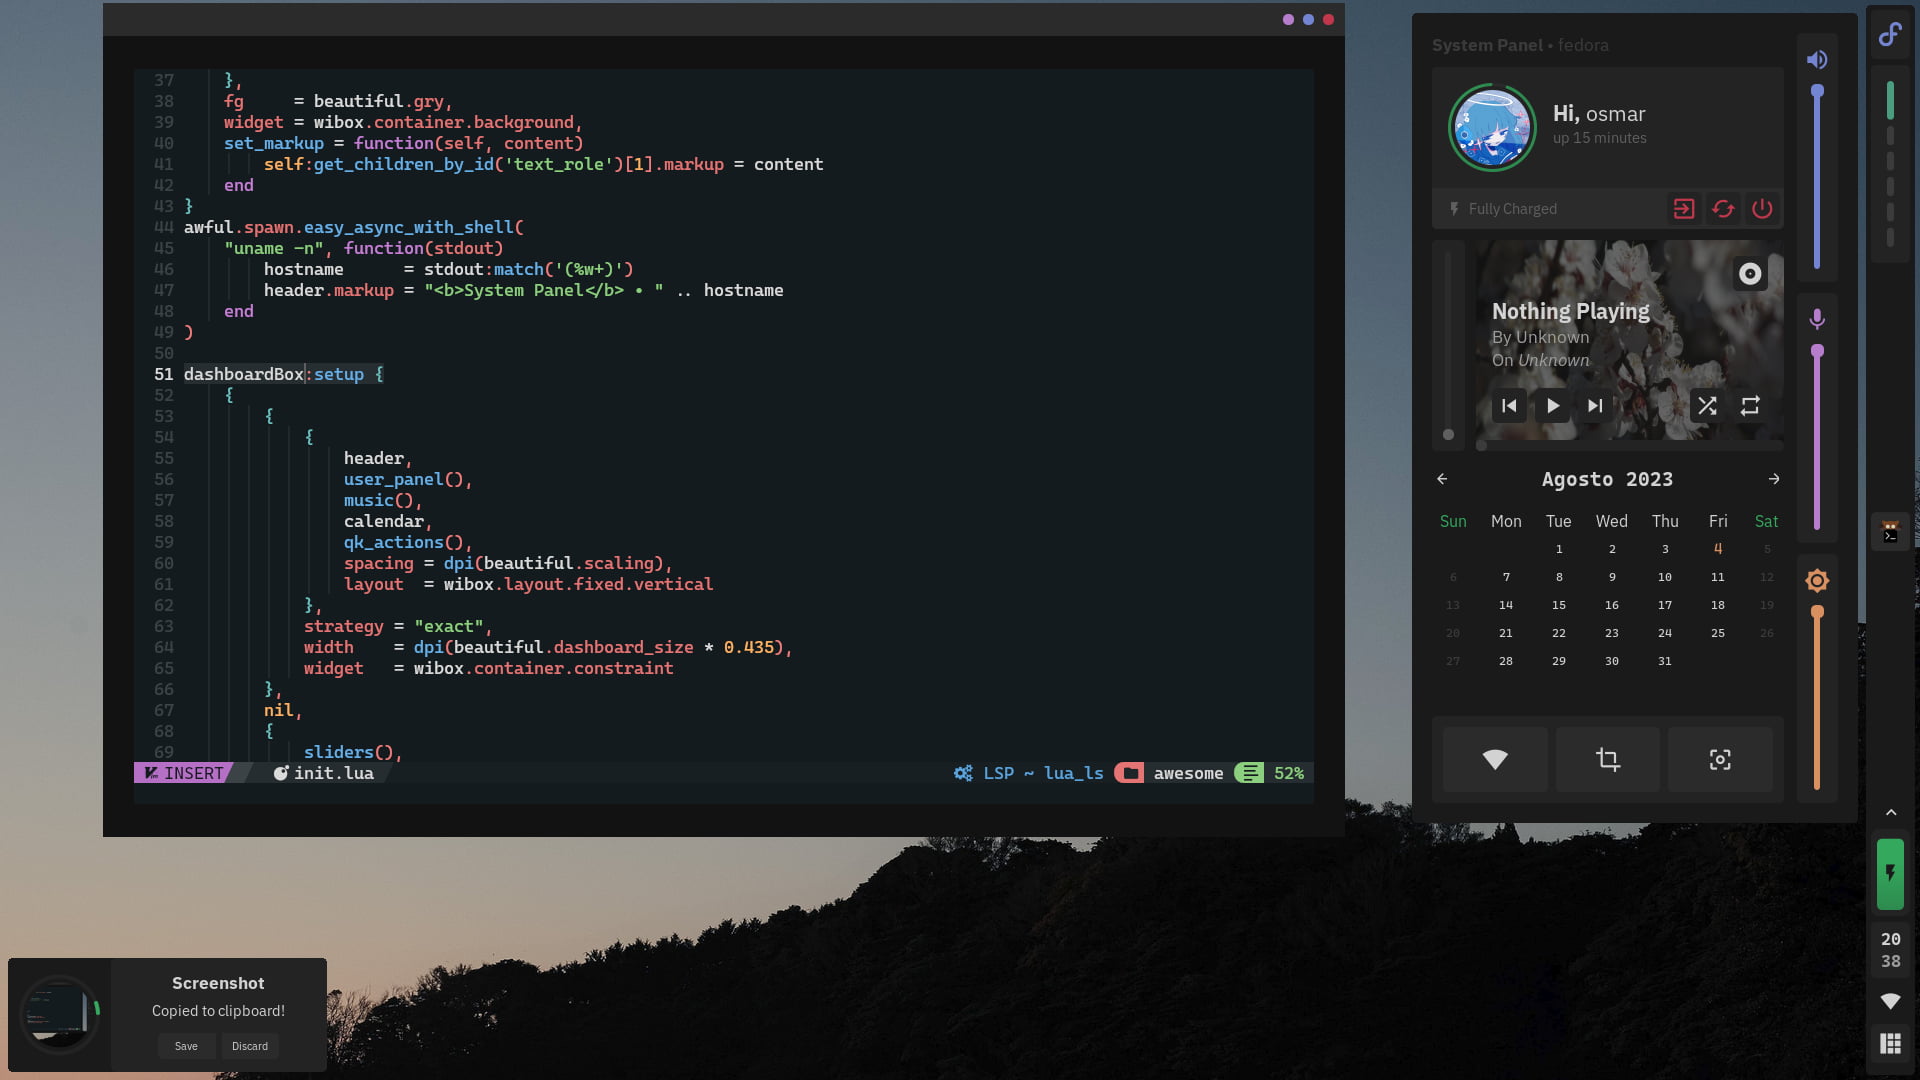 37     },
38     fg     = beautiful.gry,
39     widget = wibox.container.background,
40     set_markup = function(self, content)
41         self:get_children_by_id('text_role')[1].markup = content
42     end
43 }
44 awful.spawn.easy_async_with_shell(
45     "uname -n", function(stdout)
46         hostname      = stdout:match('(%w+)')
47         header.markup = "<b>System Panel</b> • " .. hostname
48     end
49 )
50
51 dashboardBox:setup {
52     {
53         {
54             {
55                 header,
56                 user_panel(),
57                 music(),
58                 calendar,
59                 qk_actions(),
60                 spacing = dpi(beautiful.scaling),
61                 layout  = wibox.layout.fixed.vertical
62             },
63             strategy = "exact",
64             width    = dpi(beautiful.dashboard_size * 0.435),
65             widget   = wibox.container.constraint
66         },
67         nil,
68         {
69             sliders(),
INSERT init.lua LSP ~ lua_ls awesome 52%
System Panel • fedora
Hi, osmar
up 15 minutes
Fully Charged
Nothing Playing
By Unknown
On Unknown
Agosto 2023
Sun Mon Tue Wed Thu Fri Sat
1 2 3 4 5
6 7 8 9 10 11 12
13 14 15 16 17 18 19
20 21 22 23 24 25 26
27 28 29 30 31
20
38
Screenshot
Copied to clipboard!
Save Discard